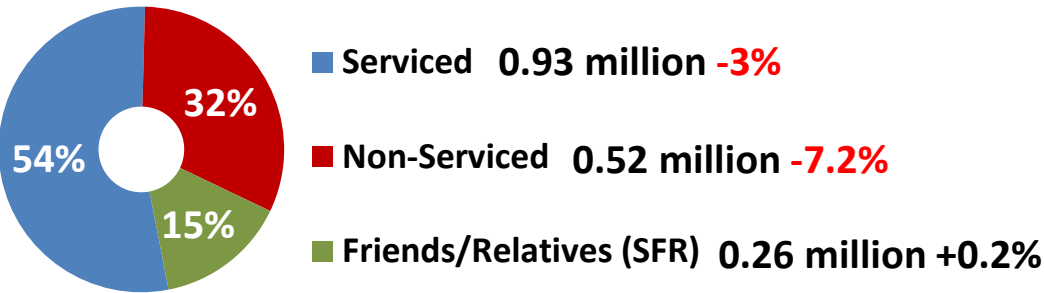 32%
54%
15%
Serviced 0.93 million -3%
Non-Serviced 0.52 million -7.2%
Friends/Relatives (SFR) 0.26 million +0.2%